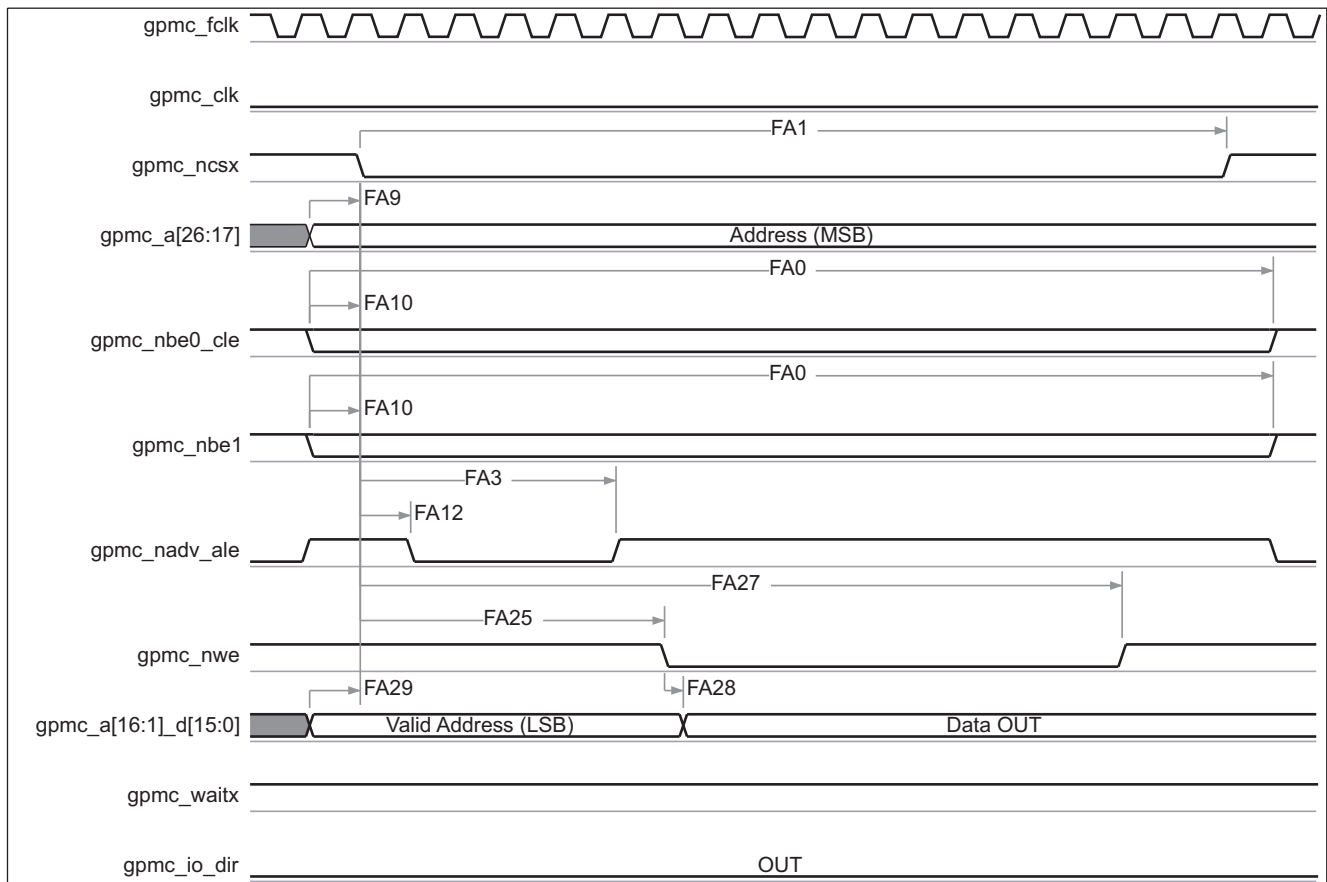 gpmc_fclk
gpmc_clk
FA1
gpmc_ncsx
FA9
gpmc_a[26:17]
Address (MSB)
FA0
FA10
gpmc_nbe0_cle
FA0
FA10
gpmc_nbe1
FA3
FA12
gpmc_nadv_ale
FA27
FA25
gpmc_nwe
FA29
FA28
gpmc_a[16:1]_d[15:0]
Valid Address (LSB)
Data OUT
gpmc_waitx
gpmc_io_dir
OUT